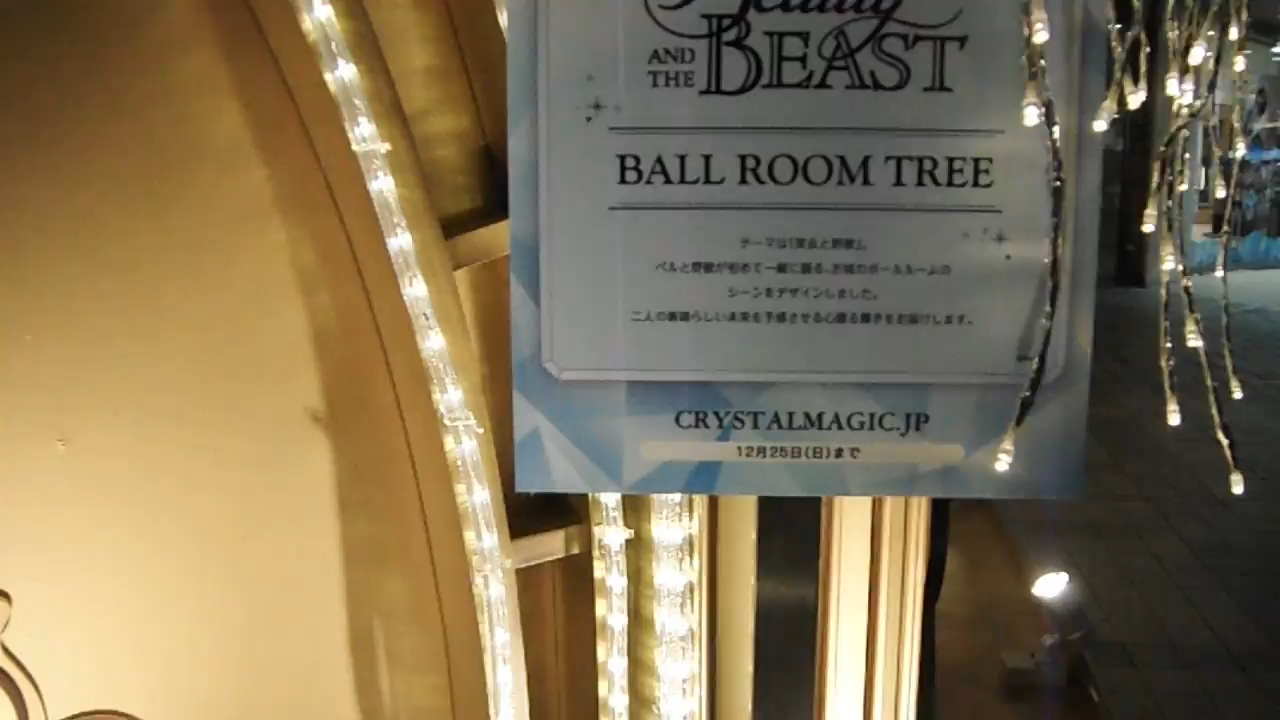 Beauty
AND
THE
BEAST
BALL ROOM TREE
テーマは「美女と野獣」。
ベルと野獣が初めて一緒に踊る、お城のボールルームの
シーンをデザインしました。
二人の素晴らしい未来を予感させる心踊る輝きをお届けします。
CRYSTALMAGIC.JP
12月25日(日)まで